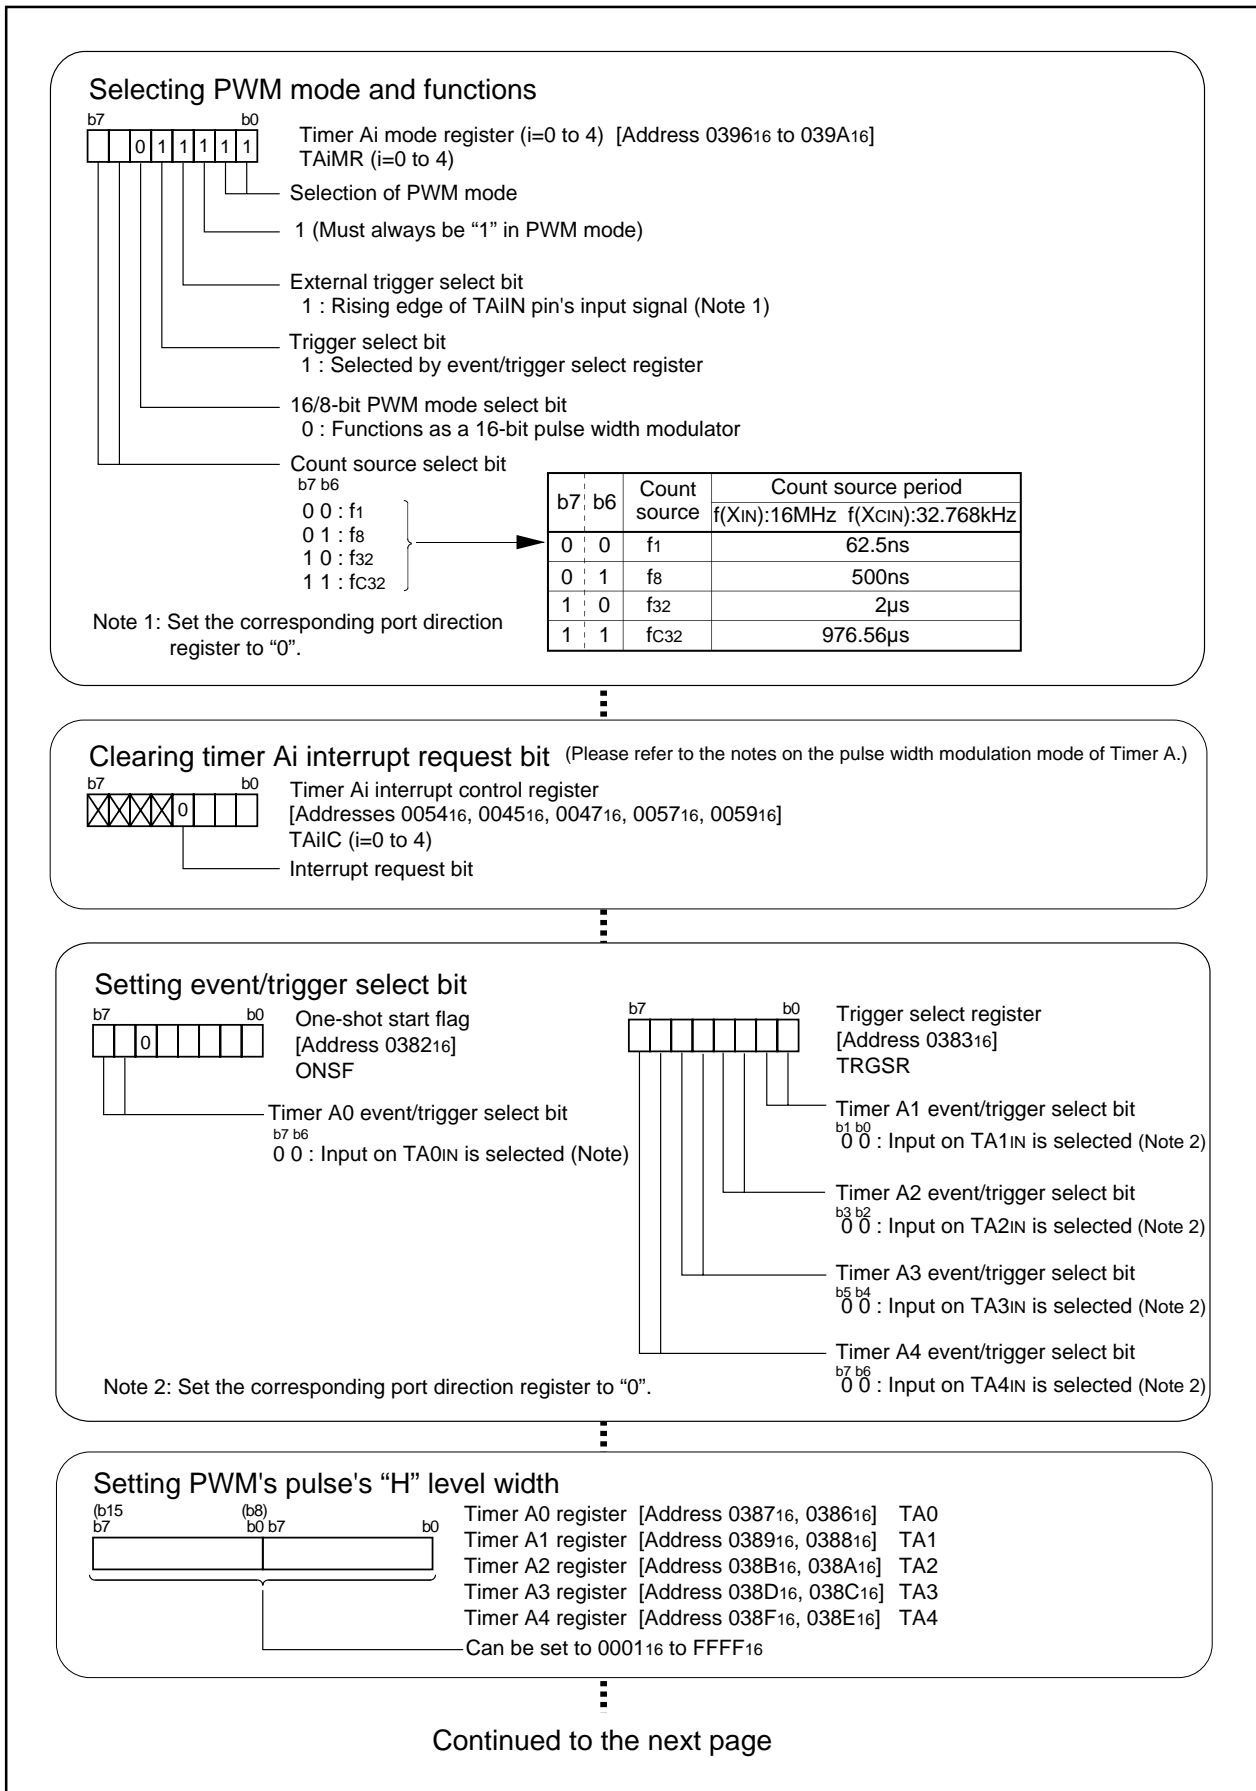 Selecting PWM mode and functions
b7 b0
0 1 1 1 1 1
Timer Ai mode register (i=0 to 4) [Address 039616 to 039A16]
TAiMR (i=0 to 4)
Selection of PWM mode
1 (Must always be “1” in PWM mode)
External trigger select bit
1 : Rising edge of TAiIN pin's input signal (Note 1)
Trigger select bit
1 : Selected by event/trigger select register
16/8-bit PWM mode select bit
0 : Functions as a 16-bit pulse width modulator
Count source select bit
b7 b6
0 0 : f1
0 1 : f8
1 0 : f32
1 1 : fC32
b7 b6 Count source Count source period
f(XIN):16MHz f(XCIN):32.768kHz
0 0 f1 62.5ns
0 1 f8 500ns
1 0 f32 2µs
1 1 fC32 976.56µs
Note 1: Set the corresponding port direction
register to “0”.
Clearing timer Ai interrupt request bit (Please refer to the notes on the pulse width modulation mode of Timer A.)
b7 b0
0
Timer Ai interrupt control register
[Addresses 005416, 004516, 004716, 005716, 005916]
TAiIC (i=0 to 4)
Interrupt request bit
Setting event/trigger select bit
b7 b0
0
One-shot start flag
[Address 038216]
ONSF
Timer A0 event/trigger select bit
b7 b6
0 0 : Input on TA0IN is selected (Note)
b7 b0
Trigger select register
[Address 038316]
TRGSR
Timer A1 event/trigger select bit
b1 b0
0 0 : Input on TA1IN is selected (Note 2)
Timer A2 event/trigger select bit
b3 b2
0 0 : Input on TA2IN is selected (Note 2)
Timer A3 event/trigger select bit
b5 b4
0 0 : Input on TA3IN is selected (Note 2)
Timer A4 event/trigger select bit
b7 b6
0 0 : Input on TA4IN is selected (Note 2)
Note 2: Set the corresponding port direction register to “0”.
Setting PWM's pulse's “H” level width
(b15 (b8)
b7 b0 b7 b0
Timer A0 register [Address 038716, 038616] TA0
Timer A1 register [Address 038916, 038816] TA1
Timer A2 register [Address 038B16, 038A16] TA2
Timer A3 register [Address 038D16, 038C16] TA3
Timer A4 register [Address 038F16, 038E16] TA4
Can be set to 000116 to FFFF16
Continued to the next page